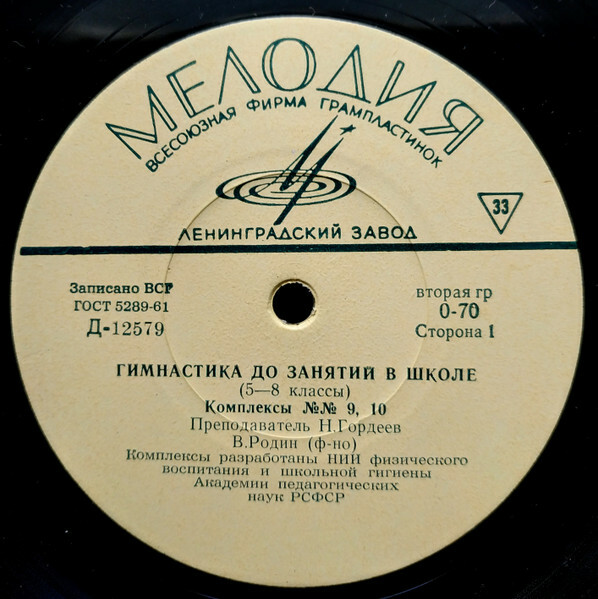 МЕЛОДИЯ
ВСЕСОЮЗНАЯ ФИРМА ГРАМПЛАСТИНОК
ЛЕНИНГРАДСКИЙ ЗАВОД
33
Записано ВСГ
ГОСТ 5289-61
Д-12579
вторая гр
0-70
Сторона 1
ГИМНАСТИКА ДО ЗАНЯТИЙ В ШКОЛЕ
(5—8 классы)
Комплексы №№ 9, 10
Преподаватель Н.Гордеев
В.Родин (ф-но)
Комплексы разработаны НИИ физического
воспитания и школьной гигиены
Академии педагогических
наук РСФСР